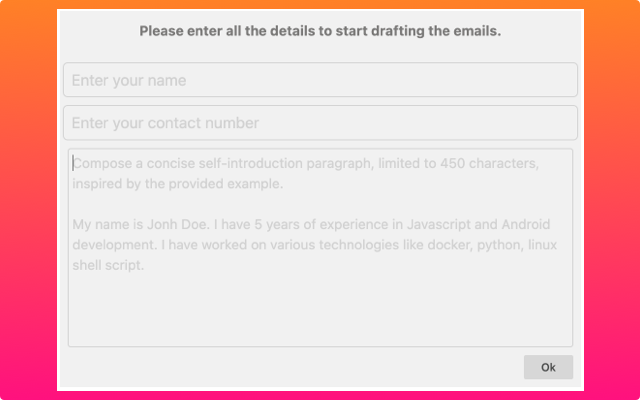 Please enter all the details to start drafting the emails.
Enter your name
Enter your contact number
Compose a concise self-introduction paragraph, limited to 450 characters,
inspired by the provided example.
My name is Jonh Doe. I have 5 years of experience in Javascript and Android
development. I have worked on various technologies like docker, python, linux
shell script.
Ok